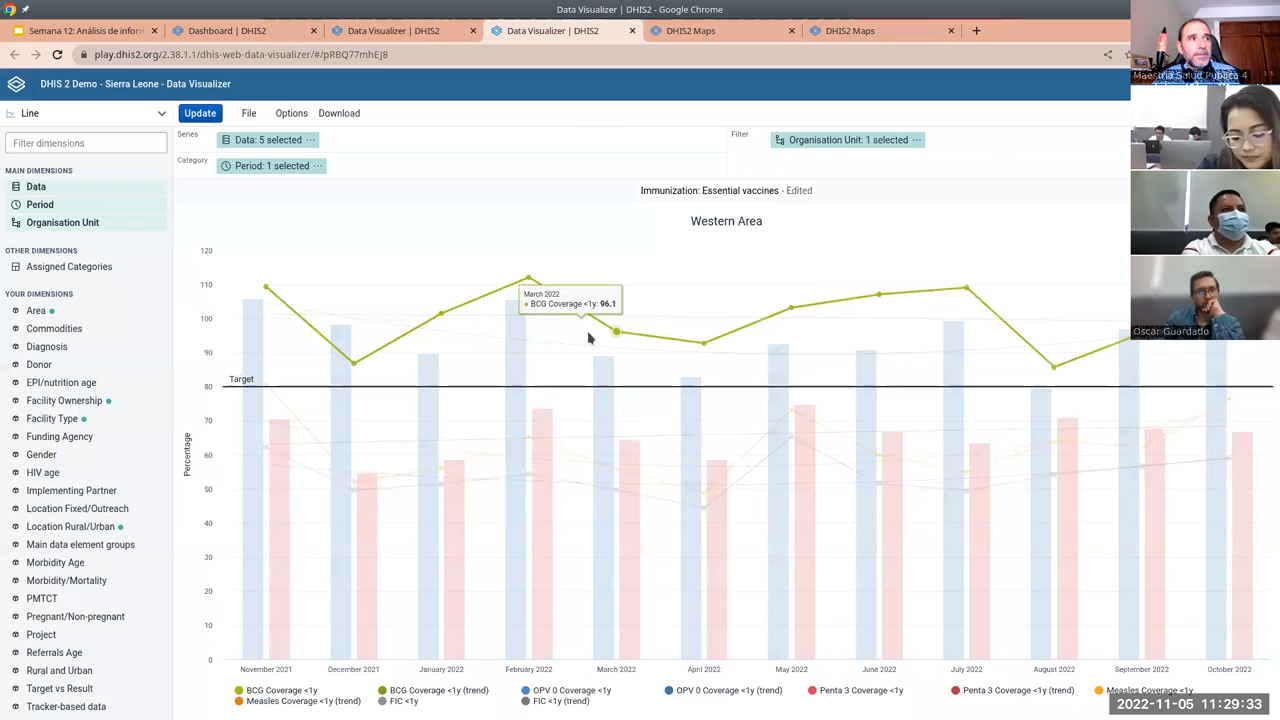 Data Visualizer | DHIS2 - Google Chrome
Semana 12: Análisis de infor
Dashboard | DHIS2
Data Visualizer | DHIS2
Data Visualizer | DHIS2
DHIS2 Maps
DHIS2 Maps
play.dhis2.org/2.38.1.1/dhis-web-data-visualizer/#/pRBQ77mhEJ8
DHIS 2 Demo - Sierra Leone - Data Visualizer
Line
Update
File
Options
Download
Filter dimensions
Series
Data: 5 selected
Filter
Organisation Unit: 1 selected
Category
Period: 1 selected
MAIN DIMENSIONS
Data
Period
Organisation Unit
OTHER DIMENSIONS
Assigned Categories
YOUR DIMENSIONS
Area
Commodities
Diagnosis
Donor
EPI/nutrition age
Facility Ownership
Facility Type
Funding Agency
Gender
HIV age
Implementing Partner
Location Fixed/Outreach
Location Rural/Urban
Main data element groups
Morbidity Age
Morbidity/Mortality
PMTCT
Pregnant/Non-pregnant
Project
Referrals Age
Rural and Urban
Target vs Result
Tracker-based data
Immunization: Essential vaccines - Edited
Western Area
Percentage
120
110
100
90
80
70
60
50
40
30
20
10
0
Target
March 2022
BCG Coverage <1y: 96.1
November 2021
December 2021
January 2022
February 2022
March 2022
April 2022
May 2022
June 2022
July 2022
August 2022
September 2022
October 2022
BCG Coverage <1y
BCG Coverage <1y (trend)
OPV 0 Coverage <1y
OPV 0 Coverage <1y (trend)
Penta 3 Coverage <1y
Penta 3 Coverage <1y (trend)
Measles Coverage <1y
Measles Coverage <1y (trend)
FIC <1y
FIC <1y (trend)
Maestría Salud Publica 4
Oscar Guardado
2022-11-05 11:29:33